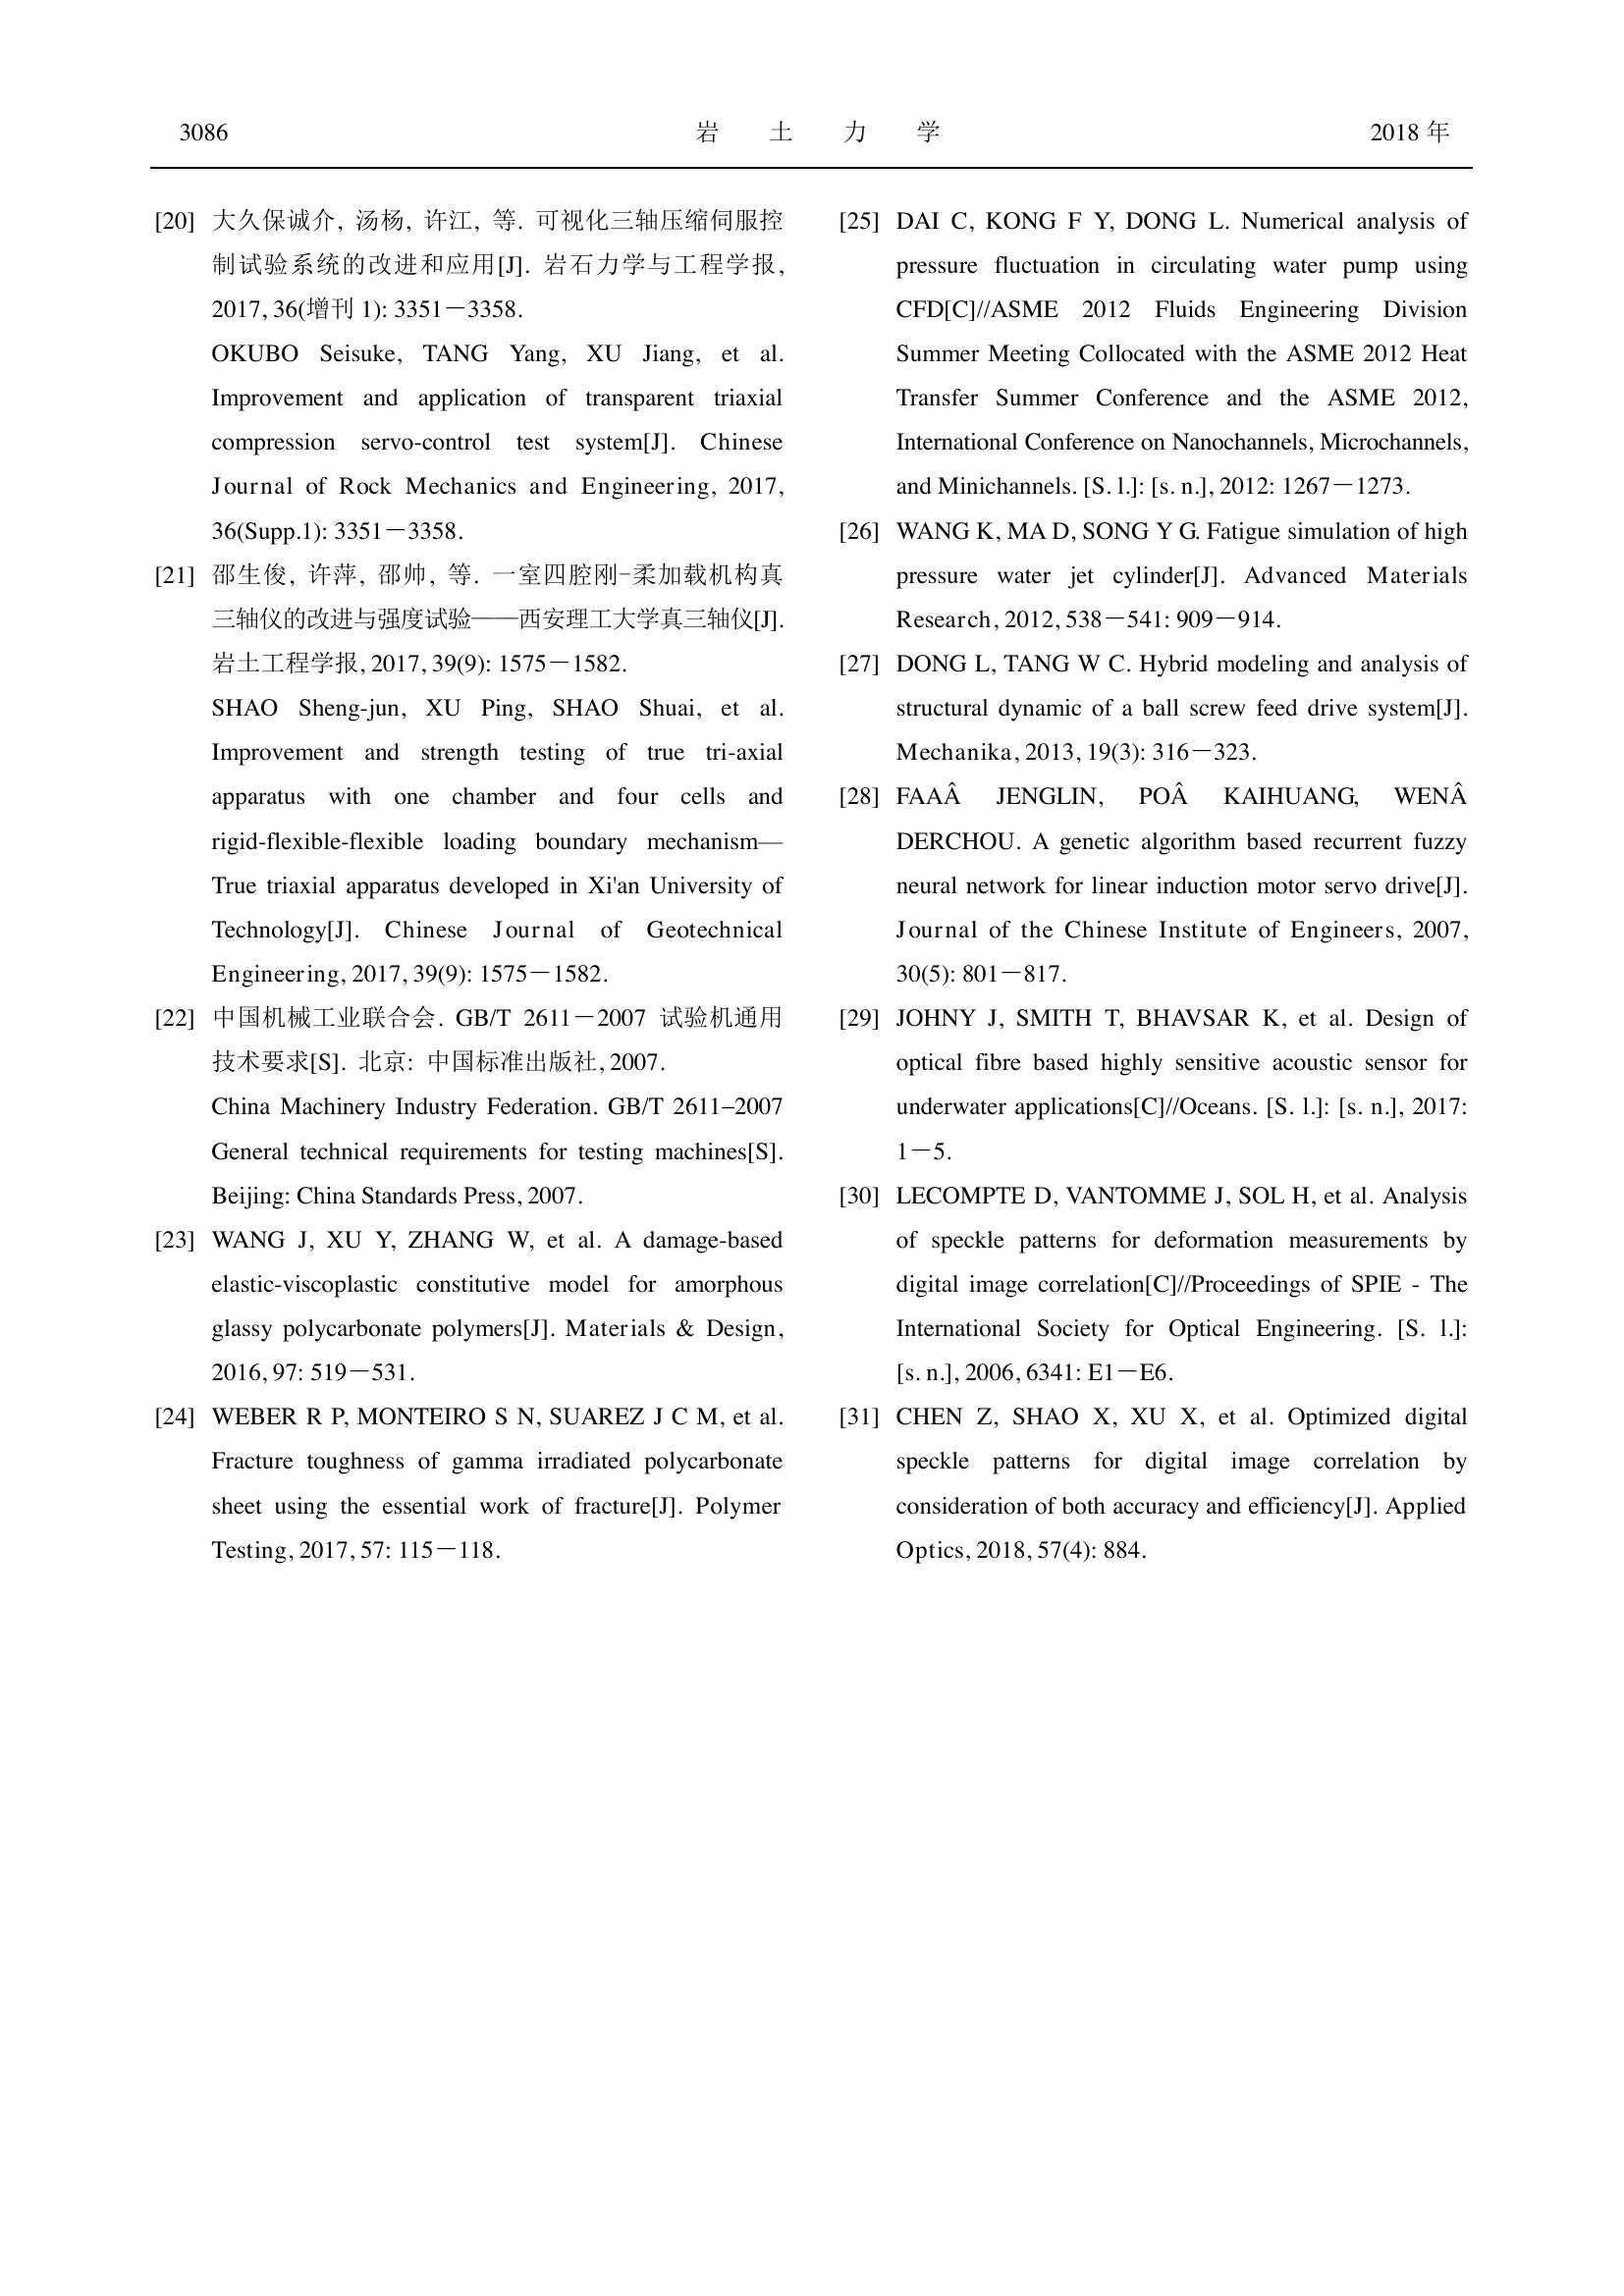 3086
岩 土 力 学
2018 年
[20] 大久保诚介, 汤杨, 许江, 等. 可视化三轴压缩伺服控
制试验系统的改进和应用[J]. 岩石力学与工程学报,
2017, 36(增刊 1): 3351－3358.
OKUBO Seisuke, TANG Yang, XU Jiang, et al.
Improvement and application of transparent triaxial
compression servo-control test system[J]. Chinese
Journal of Rock Mechanics and Engineering, 2017,
36(Supp.1): 3351－3358.
[21] 邵生俊, 许萍, 邵帅, 等. 一室四腔刚-柔加载机构真
三轴仪的改进与强度试验——西安理工大学真三轴仪[J].
岩土工程学报, 2017, 39(9): 1575－1582.
SHAO Sheng-jun, XU Ping, SHAO Shuai, et al.
Improvement and strength testing of true tri-axial
apparatus with one chamber and four cells and
rigid-flexible-flexible loading boundary mechanism—
True triaxial apparatus developed in Xi'an University of
Technology[J]. Chinese Journal of Geotechnical
Engineering, 2017, 39(9): 1575－1582.
[22] 中国机械工业联合会. GB/T 2611－2007 试验机通用
技术要求[S]. 北京: 中国标准出版社, 2007.
China Machinery Industry Federation. GB/T 2611–2007
General technical requirements for testing machines[S].
Beijing: China Standards Press, 2007.
[23] WANG J, XU Y, ZHANG W, et al. A damage-based
elastic-viscoplastic constitutive model for amorphous
glassy polycarbonate polymers[J]. Materials & Design,
2016, 97: 519－531.
[24] WEBER R P, MONTEIRO S N, SUAREZ J C M, et al.
Fracture toughness of gamma irradiated polycarbonate
sheet using the essential work of fracture[J]. Polymer
Testing, 2017, 57: 115－118.
[25] DAI C, KONG F Y, DONG L. Numerical analysis of
pressure fluctuation in circulating water pump using
CFD[C]//ASME 2012 Fluids Engineering Division
Summer Meeting Collocated with the ASME 2012 Heat
Transfer Summer Conference and the ASME 2012,
International Conference on Nanochannels, Microchannels,
and Minichannels. [S. l.]: [s. n.], 2012: 1267－1273.
[26] WANG K, MA D, SONG Y G. Fatigue simulation of high
pressure water jet cylinder[J]. Advanced Materials
Research, 2012, 538－541: 909－914.
[27] DONG L, TANG W C. Hybrid modeling and analysis of
structural dynamic of a ball screw feed drive system[J].
Mechanika, 2013, 19(3): 316－323.
[28] FAAÂ JENGLIN, POÂ KAIHUANG, WENÂ
DERCHOU. A genetic algorithm based recurrent fuzzy
neural network for linear induction motor servo drive[J].
Journal of the Chinese Institute of Engineers, 2007,
30(5): 801－817.
[29] JOHNY J, SMITH T, BHAVSAR K, et al. Design of
optical fibre based highly sensitive acoustic sensor for
underwater applications[C]//Oceans. [S. l.]: [s. n.], 2017:
1－5.
[30] LECOMPTE D, VANTOMME J, SOL H, et al. Analysis
of speckle patterns for deformation measurements by
digital image correlation[C]//Proceedings of SPIE - The
International Society for Optical Engineering. [S. l.]:
[s. n.], 2006, 6341: E1－E6.
[31] CHEN Z, SHAO X, XU X, et al. Optimized digital
speckle patterns for digital image correlation by
consideration of both accuracy and efficiency[J]. Applied
Optics, 2018, 57(4): 884.